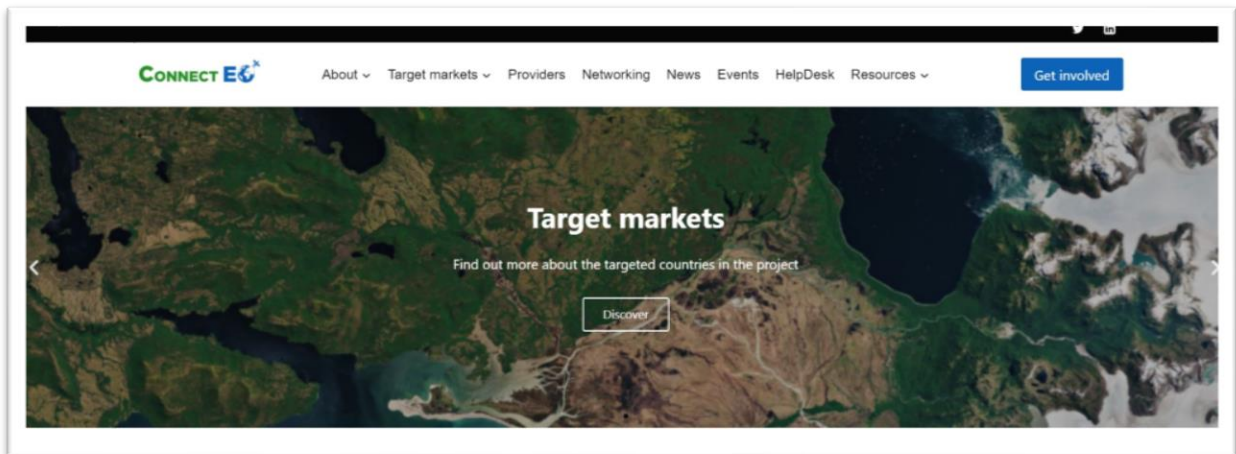 CONNECT EO
About Target markets Providers Networking News Events HelpDesk Resources
Get involved
Target markets
Find out more about the targeted countries in the project
Discover